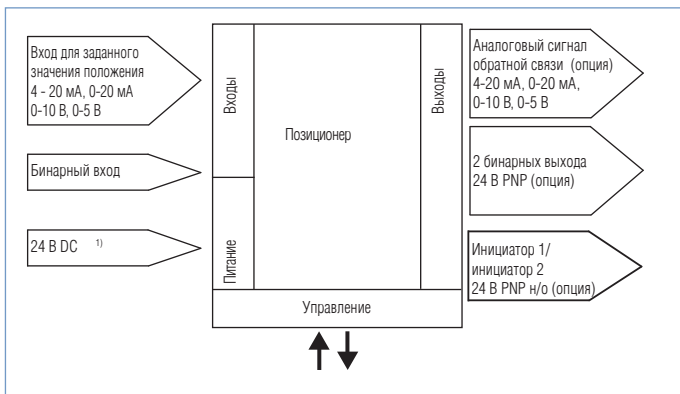 Вход для заданного
значения положения
4 - 20 мА, 0-20 мА
0-10 В, 0-5 В
Бинарный вход
24 В DC 1)
Входы
Питание
Позиционер
Выходы
Управление
Аналоговый сигнал
обратной связи (опция)
4-20 мА, 0-20 мА,
0-10 В, 0-5 В
2 бинарных выхода
24 В PNP (опция)
Инициатор 1/
инициатор 2
24 В PNP н/о (опция)